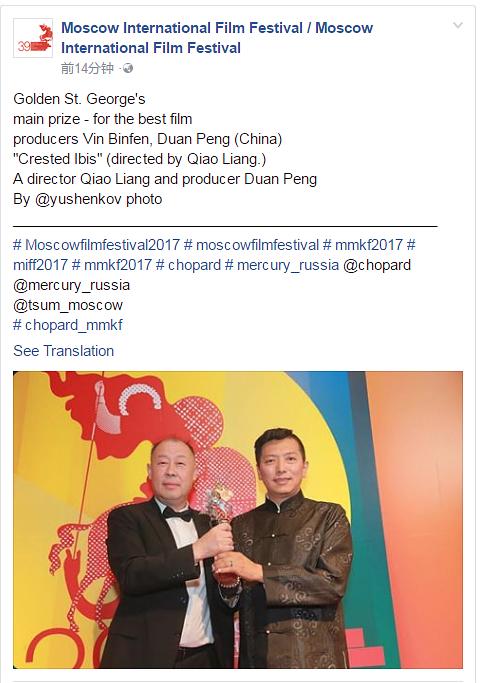 39
Moscow International Film Festival / Moscow
International Film Festival
前14分钟
Golden St. George's
main prize - for the best film
producers Vin Binfen, Duan Peng (China)
"Crested Ibis" (directed by Qiao Liang.)
A director Qiao Liang and producer Duan Peng
By @yushenkov photo
# Moscowfilmfestival2017 # moscowfilmfestival # mmkf2017 #
miff2017 # mmkf2017 # chopard # mercury_russia @chopard
@mercury_russia
@tsum_moscow
# chopard_mmkf
See Translation